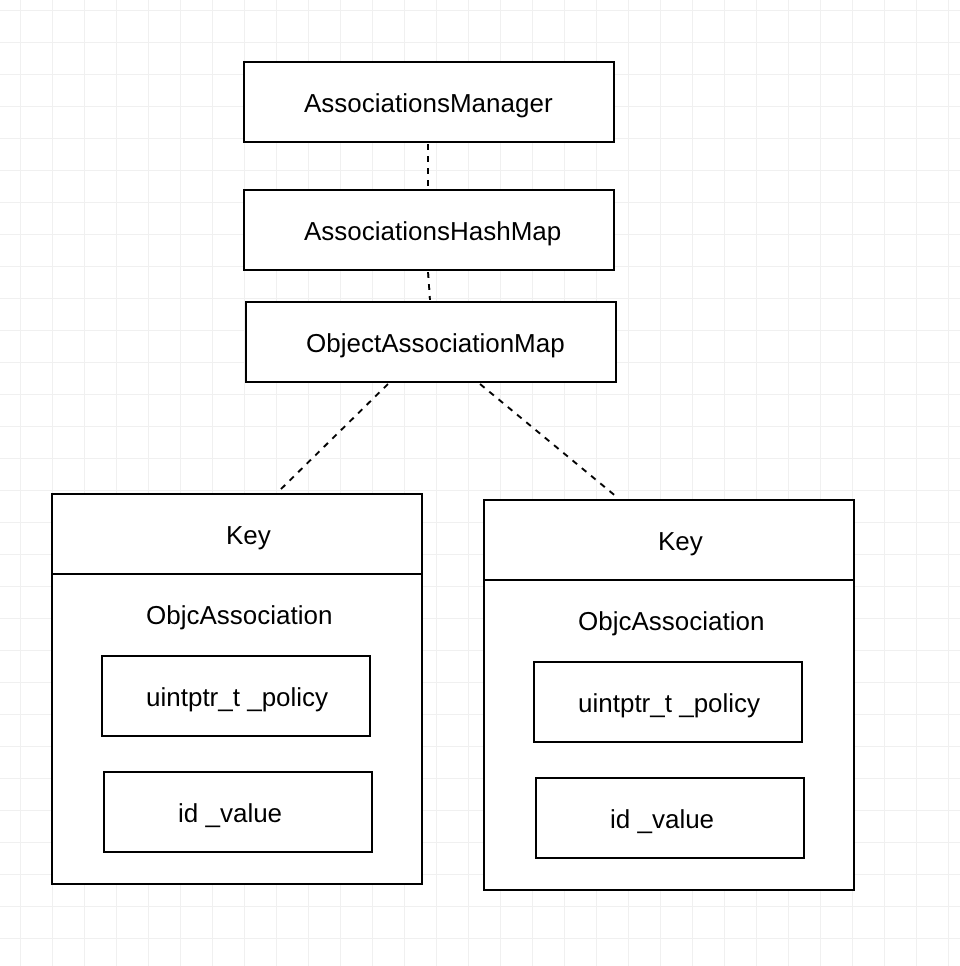 AssociationsManager
AssociationsHashMap
ObjectAssociationMap
Key
ObjcAssociation
uintptr_t _policy
id _value
Key
ObjcAssociation
uintptr_t _policy
id _value